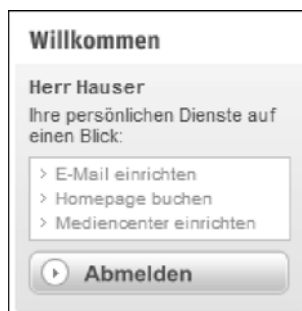 Willkommen
Herr Hauser
Ihre persönlichen Dienste auf
einen Blick:
> E-Mail einrichten
> Homepage buchen
> Mediencenter einrichten
Abmelden